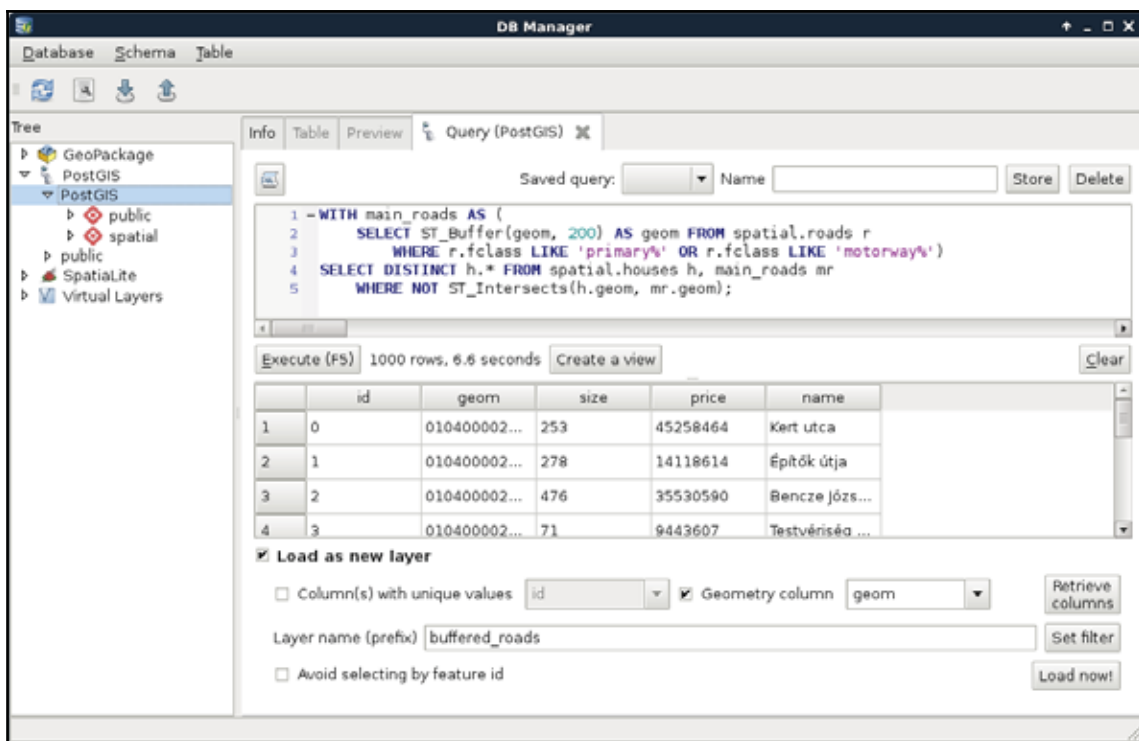 DB Manager
Database Schema Table
Tree
GeoPackage
PostGIS
PostGIS
public
spatial
public
SpatiaLite
Virtual Layers
Info Table Preview Query (PostGIS)
Saved query: Name Store Delete
1 WITH main_roads AS (
2 SELECT ST_Buffer(geom, 200) AS geom FROM spatial.roads r
3 WHERE r.fclass LIKE 'primary%' OR r.fclass LIKE 'motorway%')
4 SELECT DISTINCT h.* FROM spatial.houses h, main_roads mr
5 WHERE NOT ST_Intersects(h.geom, mr.geom);
Execute (F5) 1000 rows, 6.6 seconds Create a view Clear
id geom size price name
1 0 010400002... 253 45258464 Kert utca
2 1 010400002... 278 14118614 Építők útja
3 2 010400002... 476 35530590 Bencze Józs...
4 3 010400002... 71 9443607 Testvériség ...
Load as new layer
Column(s) with unique values id Geometry column geom Retrieve columns
Layer name (prefix) buffered_roads Set filter
Avoid selecting by feature id Load now!